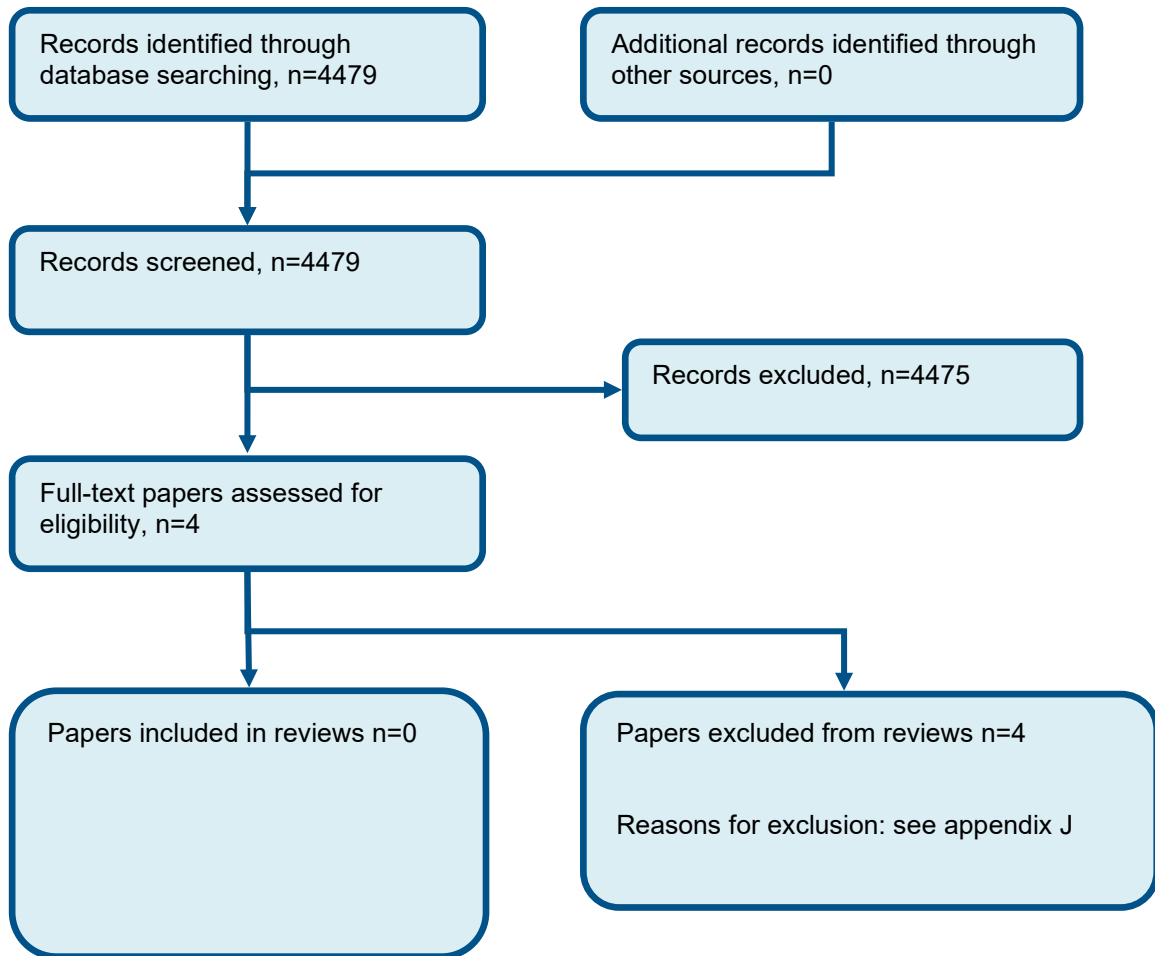 Records identified through
database searching, n=4479
Additional records identified through
other sources, n=0
Records screened, n=4479
Records excluded, n=4475
Full-text papers assessed for
eligibility, n=4
Papers included in reviews n=0
Papers excluded from reviews n=4
Reasons for exclusion: see appendix J